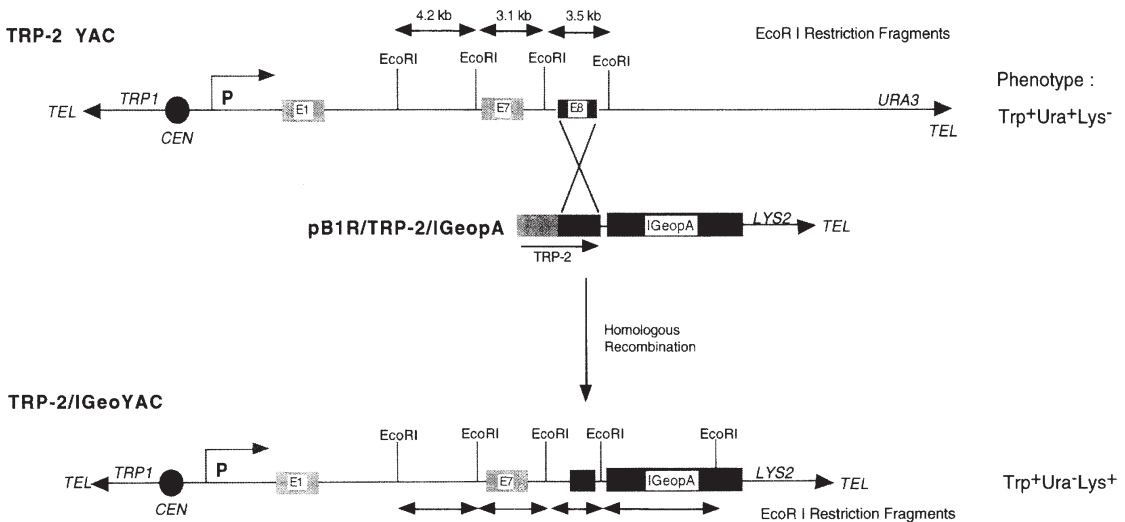 4.2 kb 3.1 kb 3.5 kb
TRP-2 YAC
EcoR I Restriction Fragments
EcoRI EcoRI EcoRI EcoRI
Phenotype :
TEL TRP1 P E1 E7 E8 URA3 TEL
CEN
Trp+Ura+Lys-
pB1R/TRP-2/IGeopA IGeopA LYS2 TEL
TRP-2
Homologous
Recombination
TRP-2/IGeoYAC
EcoRI EcoRI EcoRI EcoRI EcoRI
TEL TRP1 P E1 E7 IGeopA LYS2 TEL
CEN
Trp+Ura-Lys+
EcoR I Restriction Fragments